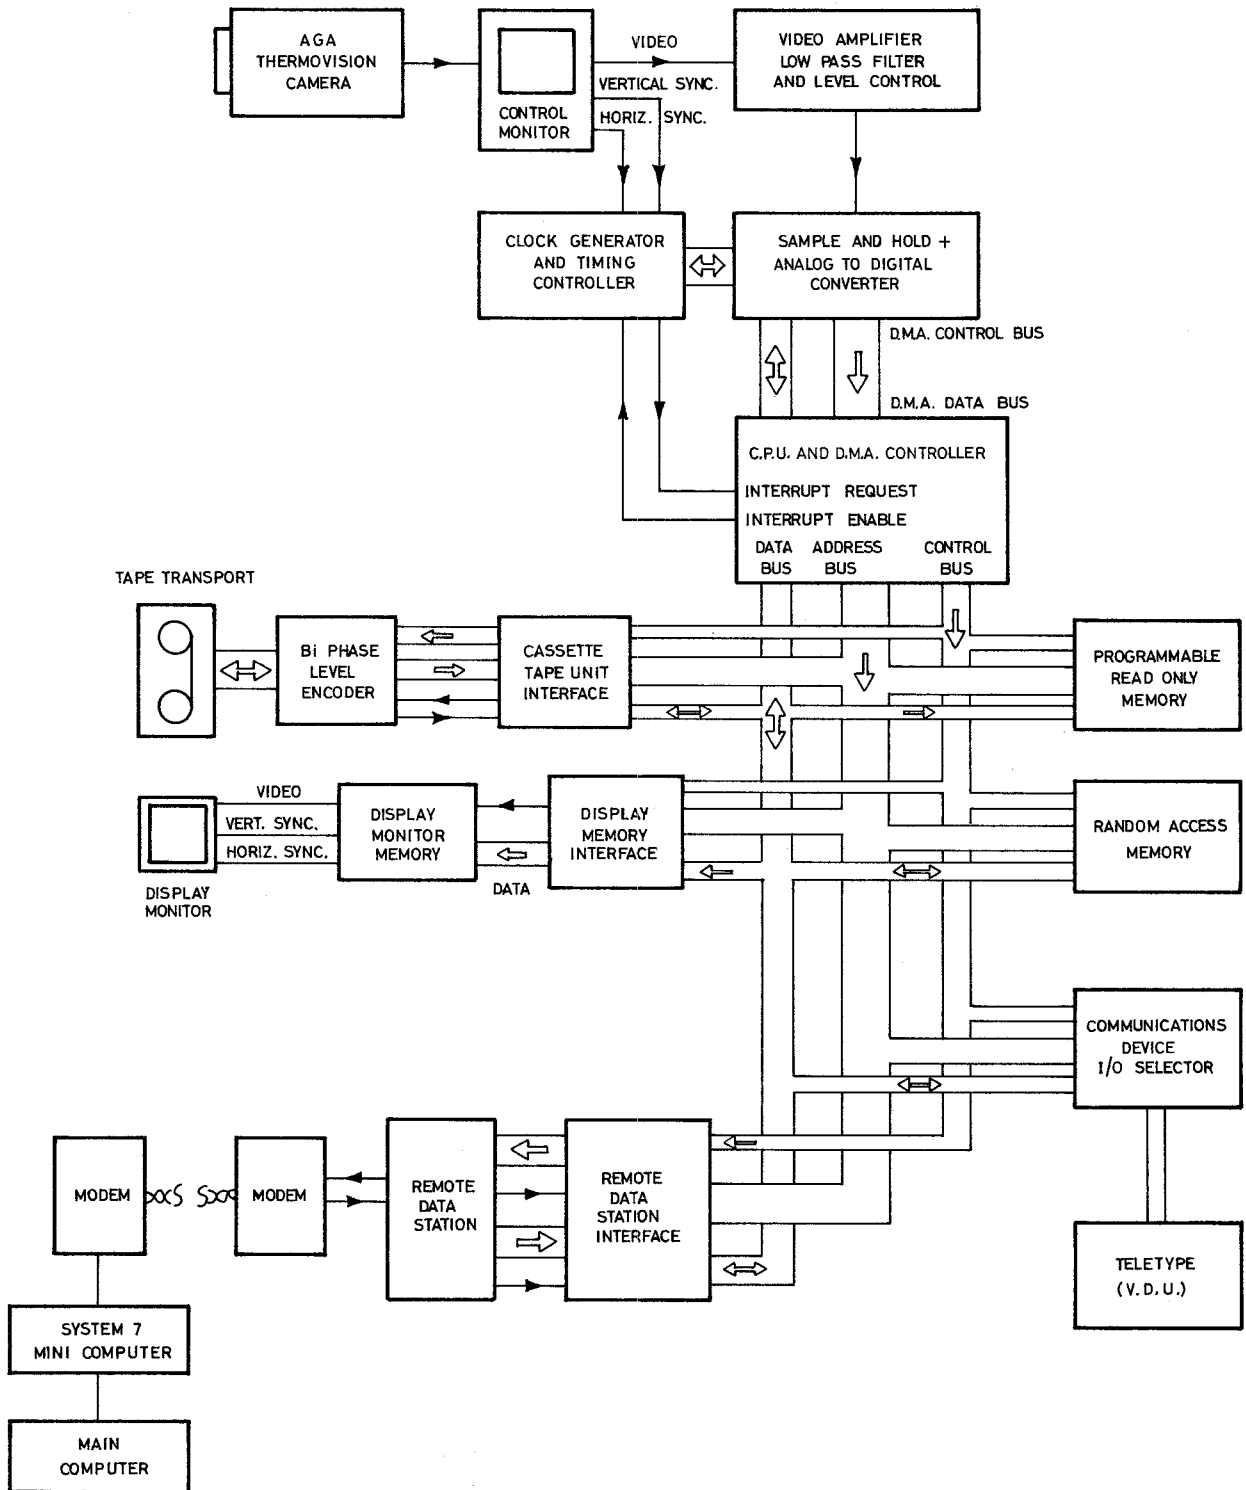 AGA
THERMOVISION
CAMERA
CONTROL
MONITOR
VIDEO
VERTICAL SYNC.
HORIZ. SYNC.
VIDEO AMPLIFIER
LOW PASS FILTER
AND LEVEL CONTROL
CLOCK GENERATOR
AND TIMING
CONTROLLER
SAMPLE AND HOLD +
ANALOG TO DIGITAL
CONVERTER
D.M.A. CONTROL BUS
D.M.A. DATA BUS
C.P.U. AND D.M.A. CONTROLLER
INTERRUPT REQUEST
INTERRUPT ENABLE
DATA BUS
ADDRESS BUS
CONTROL BUS
TAPE TRANSPORT
Bi PHASE
LEVEL
ENCODER
CASSETTE
TAPE UNIT
INTERFACE
PROGRAMMABLE
READ ONLY
MEMORY
VIDEO
VERT. SYNC.
HORIZ. SYNC.
DISPLAY
MONITOR
DISPLAY
MONITOR
MEMORY
DATA
DISPLAY
MEMORY
INTERFACE
RANDOM ACCESS
MEMORY
COMMUNICATIONS
DEVICE
I/O SELECTOR
MODEM
MODEM
REMOTE
DATA
STATION
REMOTE
DATA
STATION
INTERFACE
TELETYPE
(V.D.U.)
SYSTEM 7
MINI COMPUTER
MAIN
COMPUTER